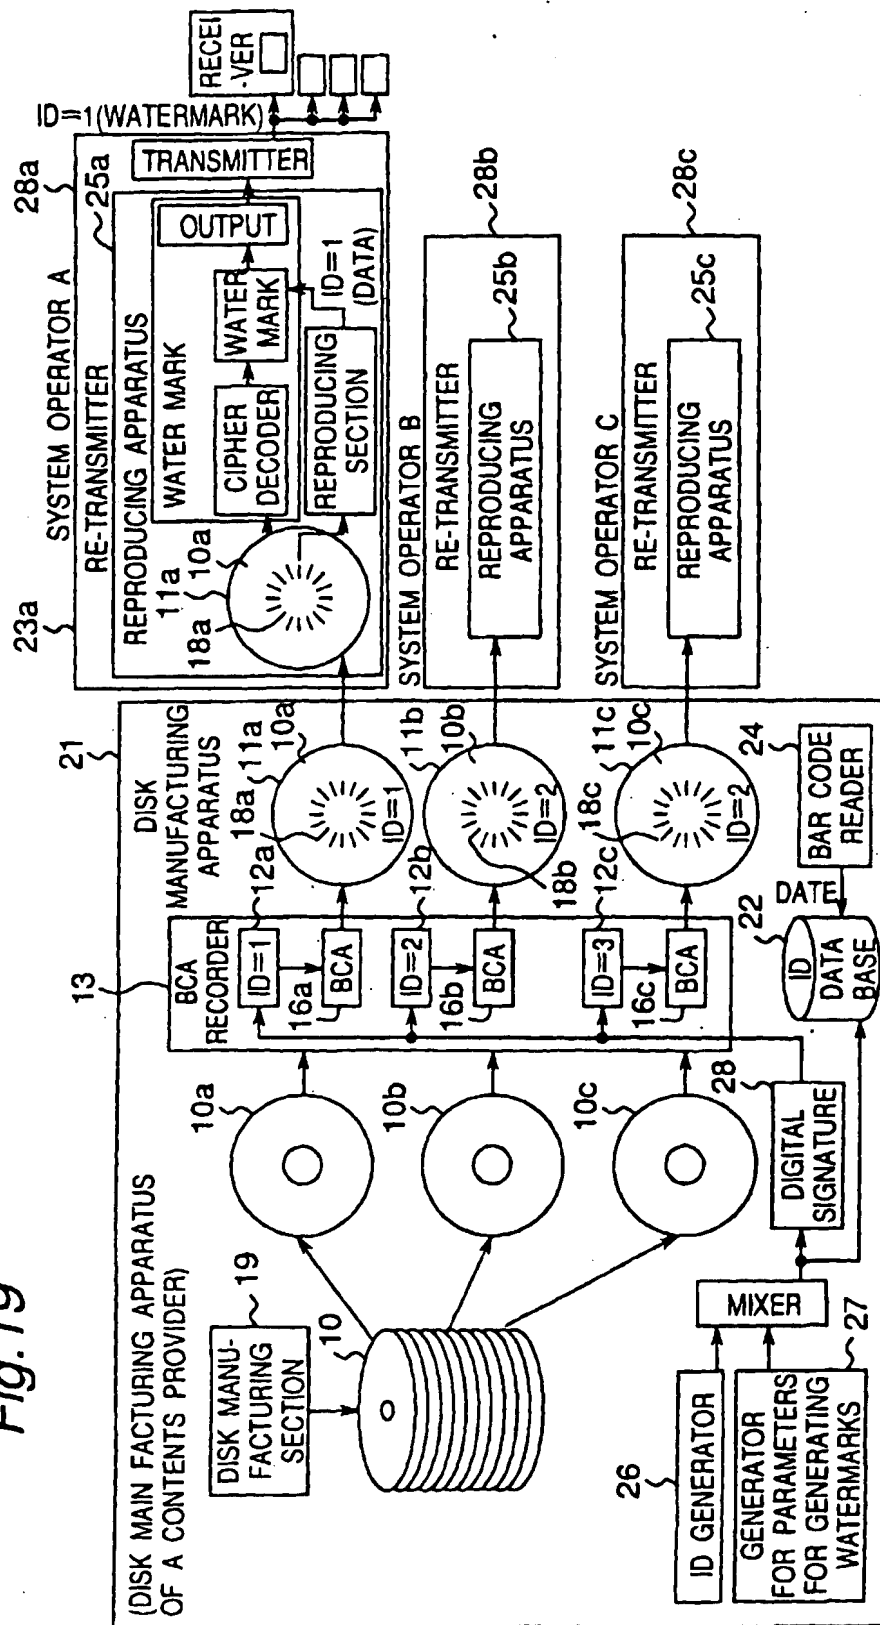 Fig.19
(DISK MAIN FACTURING APPARATUS
OF A CONTENTS PROVIDER)
DISK MANU-
FACTURING
SECTION
19
10
10a
10b
10c
13
BCA
RECORDER
ID=1
12a
16a
BCA
ID=2
12b
16b
BCA
ID=3
12c
16c
BCA
21
DISK
MANUFACTURING
APPARATUS
18a
11a
10a
ID=1
11b
10b
ID=2
18b
18c
11c
10c
ID=2
26
ID GENERATOR
GENERATOR
FOR PARAMETERS
FOR GENERATING
WATERMARKS
27
MIXER
DIGITAL
SIGNATURE
28
22
ID
DATA
BASE
DATE
BAR CODE
READER
24
SYSTEM OPERATOR A
23a
28a
RE-TRANSMITTER
25a
REPRODUCING APPARATUS
WATER MARK
18a
11a
10a
CIPHER
DECODER
WATER
MARK
OUTPUT
REPRODUCING
SECTION
ID=1
(DATA)
TRANSMITTER
ID=1(WATERMARK)
RECEI
-VER
SYSTEM OPERATOR B
RE-TRANSMITTER
REPRODUCING
APPARATUS
25b
28b
SYSTEM OPERATOR C
RE-TRANSMITTER
REPRODUCING
APPARATUS
25c
28c